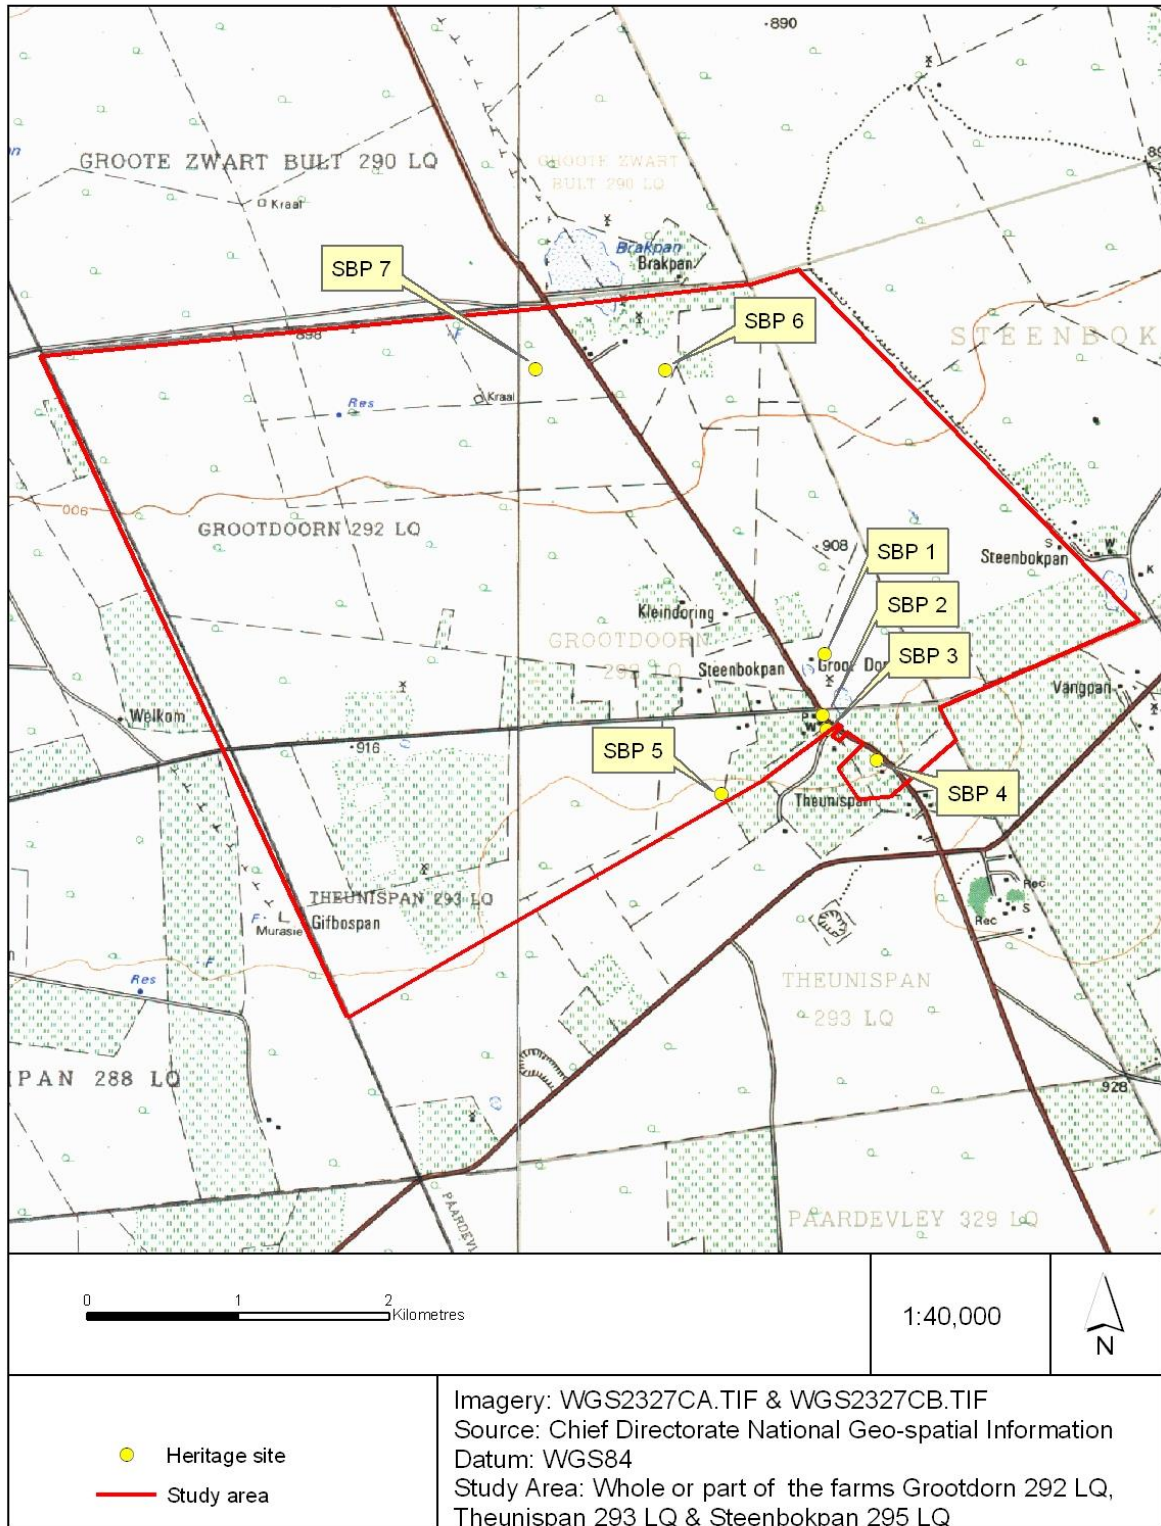 890
GROOTE ZWART BULT 290 LQ
GROOTE ZWART
BULT 290 LQ
Kraal
Brakpan
Brakpan
SBP 7
SBP 6
898
F
STEENBOK
Kraal
Res
900
GROOTDOORN 292 LQ
908
SBP 1
S
W
Steenbokpan
K
SBP 2
Kleindoring
GROOTDOORN
292 LQ
Steenbokpan
Groot Do
SBP 3
Vangpan
Welkom
P
W
916
SBP 5
SBP 4
Theunispan
THEUNISPAN 293 LQ
F
Murasie
Gifbospan
Rec
Rec
S
F
Res
THEUNISPAN
293 LQ
IPAN 288 LQ
928
PAARDEVL
PAARDEVLEY 329 LQ
0 1 2
Kilometres
1:40,000
N
Heritage site
Study area
Imagery: WGS2327CA.TIF & WGS2327CB.TIF
Source: Chief Directorate National Geo-spatial Information
Datum: WGS84
Study Area: Whole or part of the farms Grootdorn 292 LQ,
Theunispan 293 LQ & Steenbokpan 295 LQ